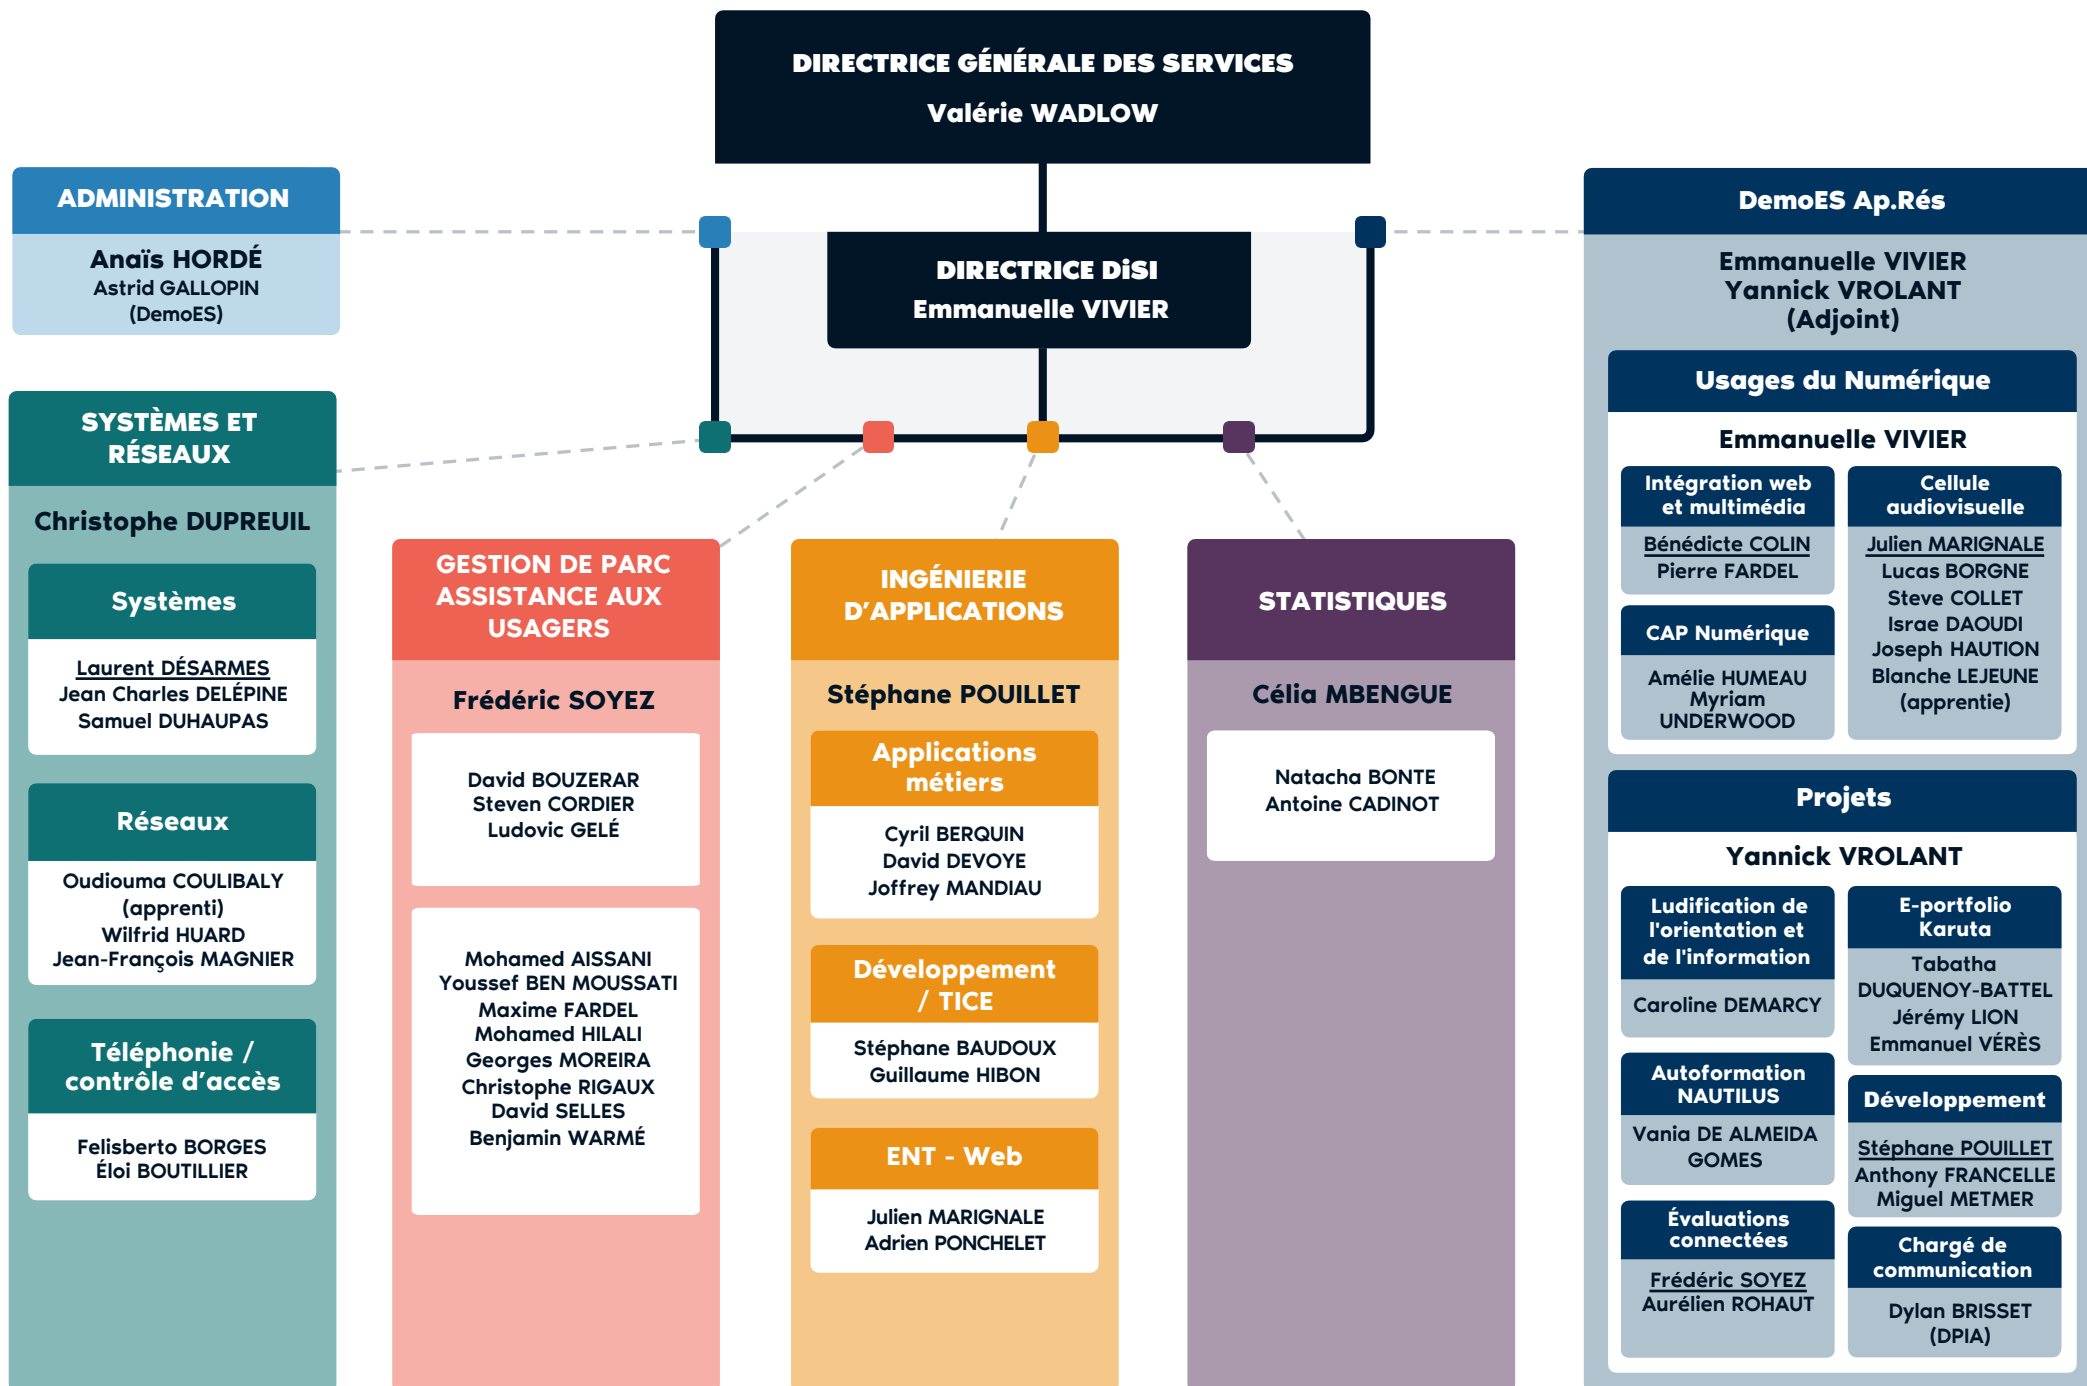 DIRECTRICE GÉNÉRALE DES SERVICES
Valérie WADLOW
DIRECTRICE DiSI
Emmanuelle VIVIER
ADMINISTRATION
Anaïs HORDÉ
Astrid GALLOPIN
(DemoES)
SYSTÈMES ET
RÉSEAUX
Christophe DUPREUIL
Systèmes
Laurent DÉSARMES
Jean Charles DELÉPINE
Samuel DUHAUPAS
Réseaux
Oudiouma COULIBALY
(apprenti)
Wilfrid HUARD
Jean-François MAGNIER
Téléphonie /
contrôle d’accès
Felisberto BORGES
Éloi BOUTILLIER
GESTION DE PARC
ASSISTANCE AUX
USAGERS
Frédéric SOYEZ
David BOUZERAR
Steven CORDIER
Ludovic GELÉ
Mohamed AISSANI
Youssef BEN MOUSSATI
Maxime FARDEL
Mohamed HILALI
Georges MOREIRA
Christophe RIGAUX
David SELLES
Benjamin WARMÉ
INGÉNIERIE
D’APPLICATIONS
Stéphane POUILLET
Applications
métiers
Cyril BERQUIN
David DEVOYE
Joffrey MANDIAU
Développement
/ TICE
Stéphane BAUDOUX
Guillaume HIBON
ENT - Web
Julien MARIGNALE
Adrien PONCHELET
STATISTIQUES
Célia MBENGUE
Natacha BONTE
Antoine CADINOT
DemoES Ap.Rés
Emmanuelle VIVIER
Yannick VROLANT
(Adjoint)
Usages du Numérique
Emmanuelle VIVIER
Intégration web
et multimédia
Bénédicte COLIN
Pierre FARDEL
CAP Numérique
Amélie HUMEAU
Myriam
UNDERWOOD
Cellule
audiovisuelle
Julien MARIGNALE
Lucas BORGNE
Steve COLLET
Israe DAOUDI
Joseph HAUTION
Blanche LEJEUNE
(apprentie)
Projets
Yannick VROLANT
Ludification de
l'orientation et
de l'information
Caroline DEMARCY
Autoformation
NAUTILUS
Vania DE ALMEIDA
GOMES
Évaluations
connectées
Frédéric SOYEZ
Aurélien ROHAUT
E-portfolio
Karuta
Tabatha
DUQUENOY-BATTEL
Jérémy LION
Emmanuel VÉRÈS
Développement
Stéphane POUILLET
Anthony FRANCELLE
Miguel METMER
Chargé de
communication
Dylan BRISSET
(DPIA)